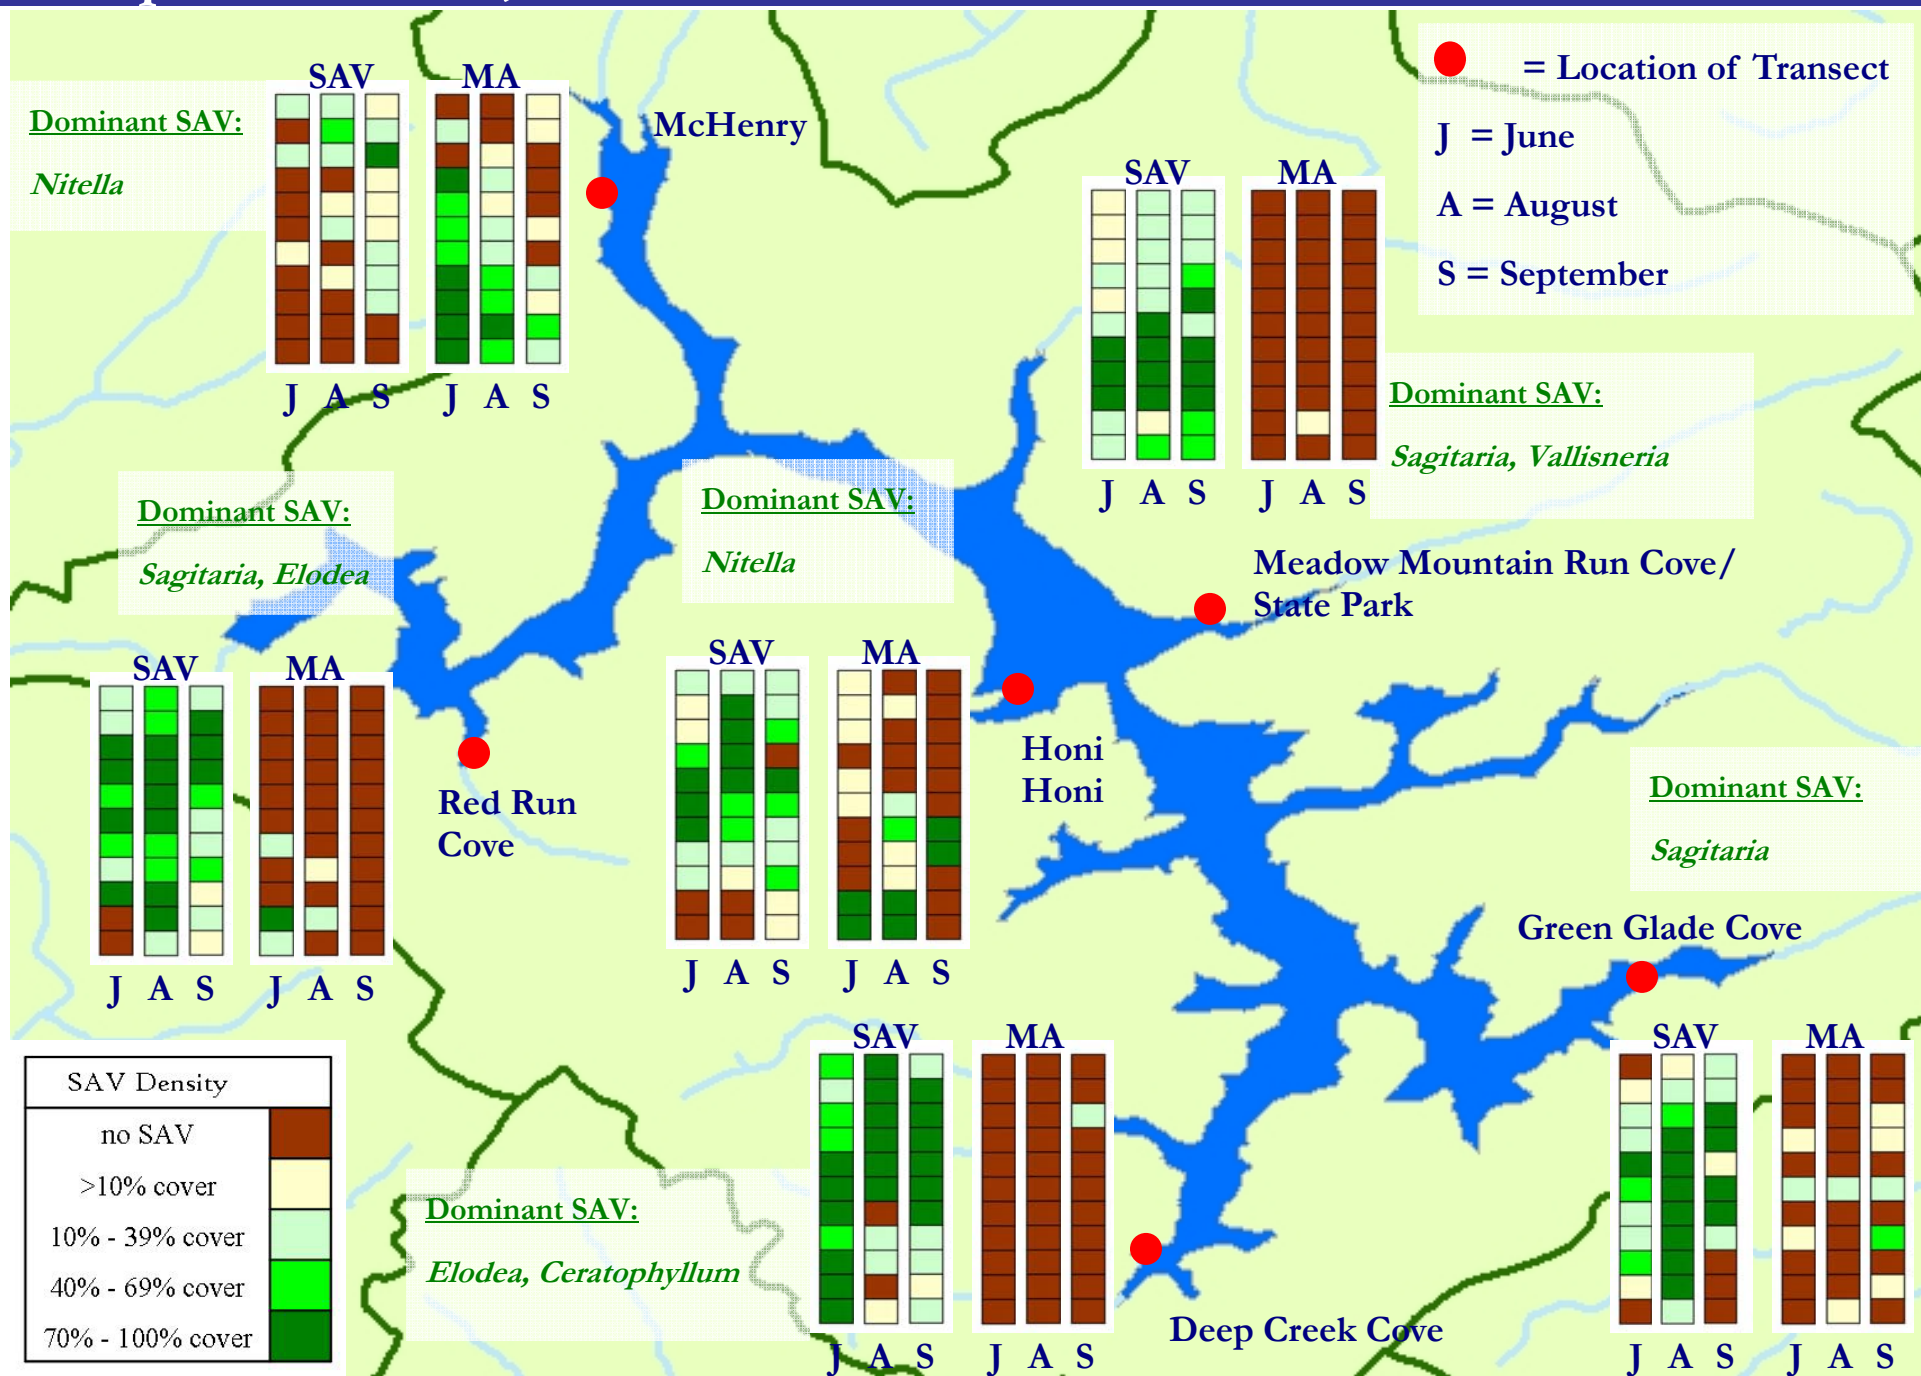 = Location of Transect
J = June
A = August
S = September
SAV MA
Dominant SAV:
Nitella
J A S J A S
McHenry
SAV MA
J A S J A S
Dominant SAV:
Sagitaria, Vallisneria
Meadow Mountain Run Cove/
State Park
Dominant SAV:
Sagitaria, Elodea
SAV MA
J A S J A S
Red Run
Cove
Dominant SAV:
Nitella
SAV MA
J A S J A S
Honi
Honi
Dominant SAV:
Sagitaria
Green Glade Cove
SAV MA
J A S J A S
SAV MA
Dominant SAV:
Elodea, Ceratophyllum
J A S J A S
Deep Creek Cove
SAV Density
no SAV
>10% cover
10% - 39% cover
40% - 69% cover
70% - 100% cover